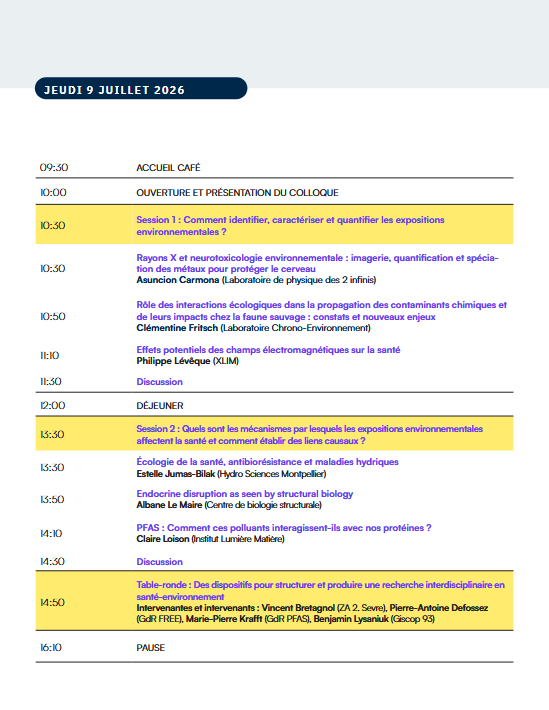 JEUDI 9 JUILLET 2026
09:30 ACCUEIL CAFÉ
10:00 OUVERTURE ET PRÉSENTATION DU COLLOQUE
10:30 Session 1 : Comment identifier, caractériser et quantifier les expositions
environnementales ?
10:30 Rayons X et neurotoxicologie environnementale : imagerie, quantification et spécia-
tion des métaux pour protéger le cerveau
Asuncion Carmona (Laboratoire de physique des 2 infinis)
10:50 Rôle des interactions écologiques dans la propagation des contaminants chimiques et
de leurs impacts chez la faune sauvage : constats et nouveaux enjeux
Clémentine Fritsch (Laboratoire Chrono-Environnement)
11:10 Effets potentiels des champs électromagnétiques sur la santé
Philippe Lévêque (XLIM)
11:30 Discussion
12:00 DÉJEUNER
13:30 Session 2 : Quels sont les mécanismes par lesquels les expositions environnementales
affectent la santé et comment établir des liens causaux ?
13:30 Écologie de la santé, antibiorésistance et maladies hydriques
Estelle Jumas-Bilak (Hydro Sciences Montpellier)
13:50 Endocrine disruption as seen by structural biology
Albane Le Maire (Centre de biologie structurale)
14:10 PFAS : Comment ces polluants interagissent-ils avec nos protéines ?
Claire Loison (Institut Lumière Matière)
14:30 Discussion
14:50 Table-ronde : Des dispositifs pour structurer et produire une recherche interdisciplinaire en
santé-environnement
Intervenantes et intervenants : Vincent Bretagnol (ZA 2. Sevre), Pierre-Antoine Defossez
(GdR FREE), Marie-Pierre Krafft (GdR PFAS), Benjamin Lysaniuk (Giscop 93)
16:10 PAUSE